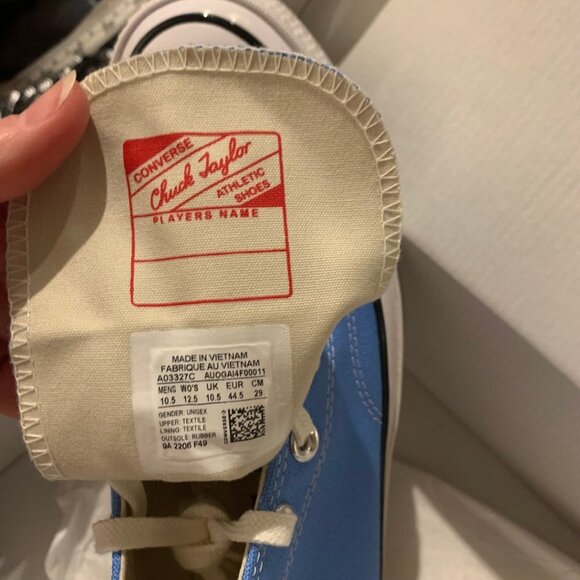 CONVERSE
Chuck Taylor
ATHLETIC
SHOES
PLAYERS NAME
MADE IN VIETNAM
FABRIQUE AU VIETNAM
A03327C AUOGAI4F00011
MENS WO'S UK EUR CM
10.5 12.5 10.5 44.5 29
GENDER: UNISEX
UPPER: TEXTILE
LINING: TEXTILE
OUTSOLE: RUBBER
9A 2206 F49
CONVERSE